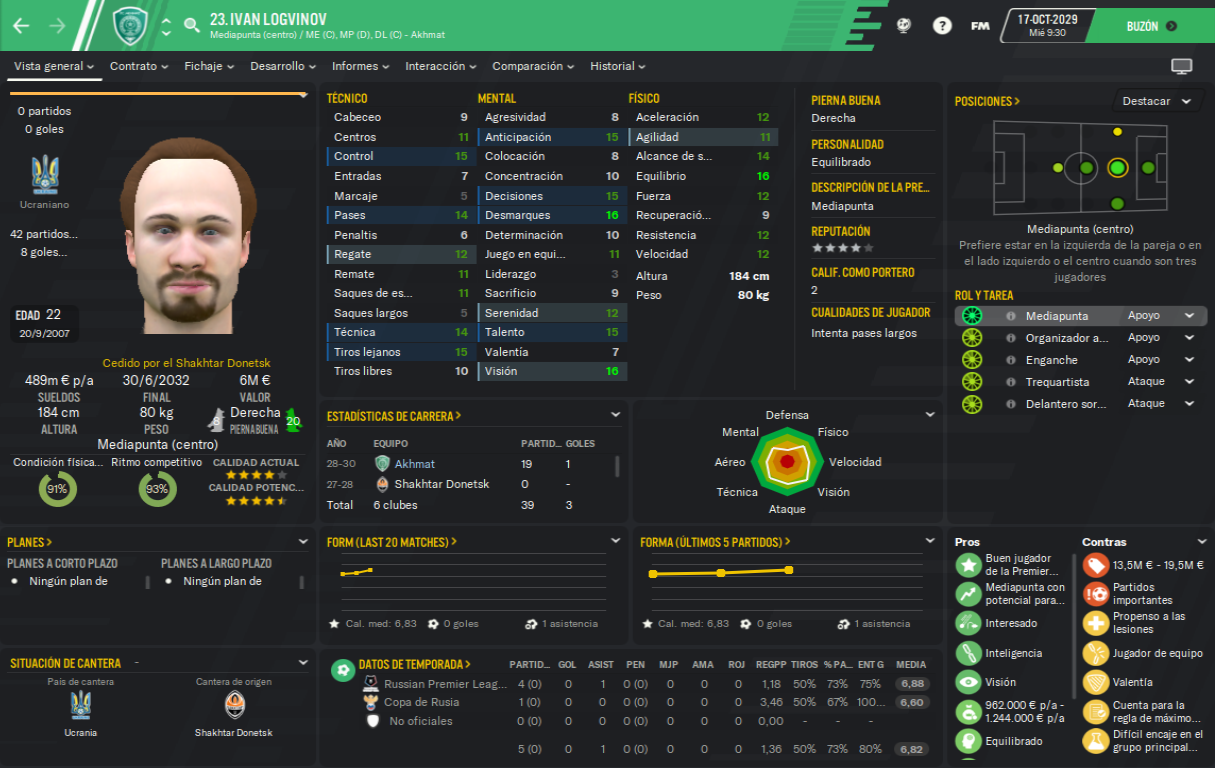 23. IVAN LOGVINOV
Mediapunta (centro) / ME (C), MP (D), DL (C) - Akhmat
?
FM
17-OCT-2029
Mié 9:30
BUZÓN
Vista general
Contrato
Fichaje
Desarrollo
Informes
Interacción
Comparación
Historial
0 partidos
0 goles
Ucraniano
42 partidos...
8 goles...
EDAD 22
20/9/2007
Cedido por el Shakhtar Donetsk
489m € p/a
SUELDOS
30/6/2032
FINAL
6M €
VALOR
184 cm
ALTURA
80 kg
PESO
8
Derecha
PIERNA BUENA
20
Mediapunta (centro)
Condición física...
91%
Ritmo competitivo
93%
CALIDAD ACTUAL
CALIDAD POTENC...
TÉCNICO
Cabeceo 9
Centros 11
Control 15
Entradas 7
Marcaje 5
Pases 14
Penaltis 6
Regate 12
Remate 11
Saques de es... 11
Saques largos 5
Técnica 14
Tiros lejanos 15
Tiros libres 10
MENTAL
Agresividad 8
Anticipación 15
Colocación 8
Concentración 10
Decisiones 15
Desmarques 16
Determinación 10
Juego en equi... 11
Liderazgo 3
Sacrificio 9
Serenidad 12
Talento 15
Valentía 7
Visión 16
FÍSICO
Aceleración 12
Agilidad 11
Alcance de s... 14
Equilibrio 16
Fuerza 12
Recuperació... 9
Resistencia 12
Velocidad 12
Altura 184 cm
Peso 80 kg
PIERNA BUENA
Derecha
PERSONALIDAD
Equilibrado
DESCRIPCIÓN DE LA PRE...
Mediapunta
REPUTACIÓN
CALIF. COMO PORTERO
2
CUALIDADES DE JUGADOR
Intenta pases largos
POSICIONES >
Destacar
Mediapunta (centro)
Prefiere estar en la izquierda de la pareja o en
el lado izquierdo o el centro cuando son tres
jugadores
ROL Y TAREA
Mediapunta Apoyo
Organizador a... Apoyo
Enganche Apoyo
Trequartista Ataque
Delantero sor... Ataque
ESTADÍSTICAS DE CARRERA >
AÑO EQUIPO PARTID... GOLES
28-30 Akhmat 19 1
27-28 Shakhtar Donetsk 0 -
Total 6 clubes 39 3
Defensa
Mental Físico
Aéreo Velocidad
Técnica Visión
Ataque
PLANES >
PLANES A CORTO PLAZO
Ningún plan de
PLANES A LARGO PLAZO
Ningún plan de
FORM (LAST 20 MATCHES) >
Cal. med: 6,83 0 goles 1 asistencia
FORMA (ÚLTIMOS 5 PARTIDOS) >
Cal. med: 6,83 0 goles 1 asistencia
Pros
Buen jugador
de la Premier...
Mediapunta con
potencial para...
Interesado
Inteligencia
Visión
962.000 € p/a -
1.244.000 € p/a
Equilibrado
Contras
13,5M € - 19,5M €
Partidos
importantes
Propenso a las
lesiones
Jugador de equipo
Valentía
Cuenta para la
regla de máximo...
Difícil encaje en el
grupo principal...
SITUACIÓN DE CANTERA -
País de cantera
Ucrania
Cantera de origen
Shakhtar Donetsk
DATOS DE TEMPORADA > PARTID... GOL ASIST PEN MJP AMA ROJ REGPP TIROS % PA... ENT G MEDIA
Russian Premier Leag... 4 (0) 0 1 0 (0) 0 0 0 1,18 50% 73% 75% 6,88
Copa de Rusia 1 (0) 0 0 0 (0) 0 0 0 3,46 50% 67% 100... 6,60
No oficiales 0 (0) 0 0 0 (0) 0 0 0 0,00 - - - -
5 (0) 0 1 0 (0) 0 0 0 1,36 50% 73% 80% 6,82